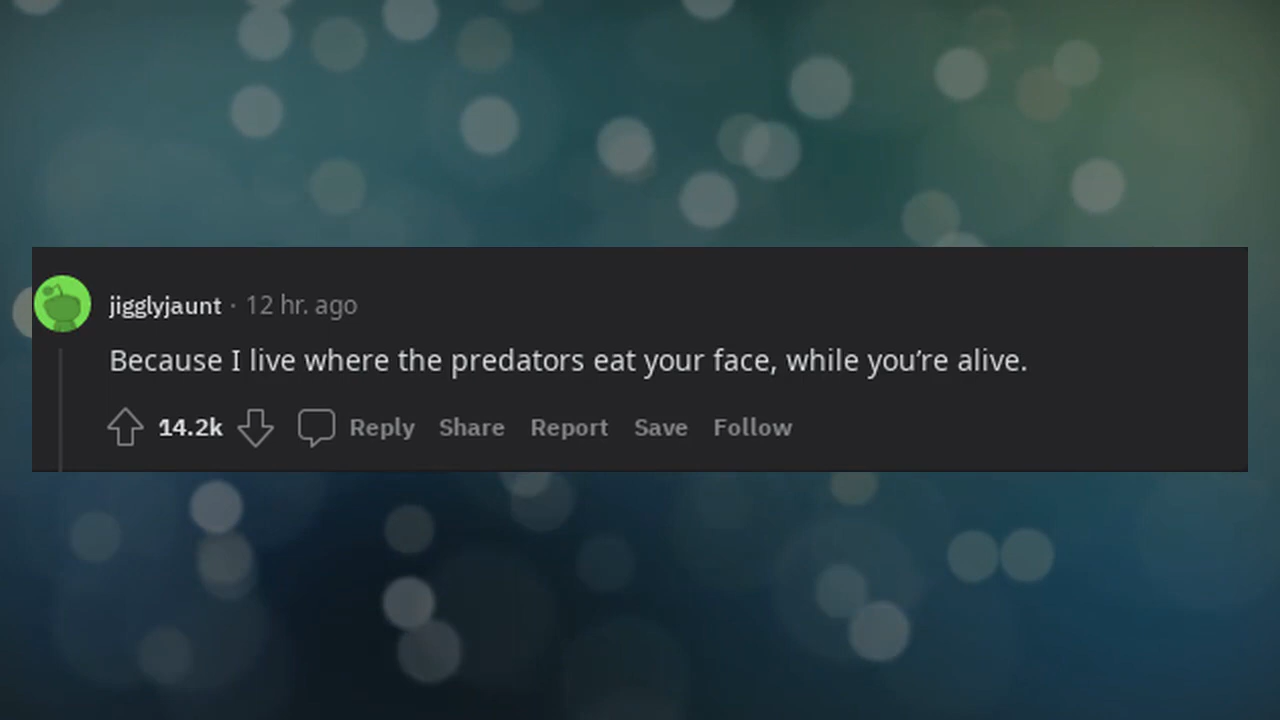 jigglyjaunt · 12 hr. ago
Because I live where the predators eat your face, while you’re alive.
14.2k Reply Share Report Save Follow